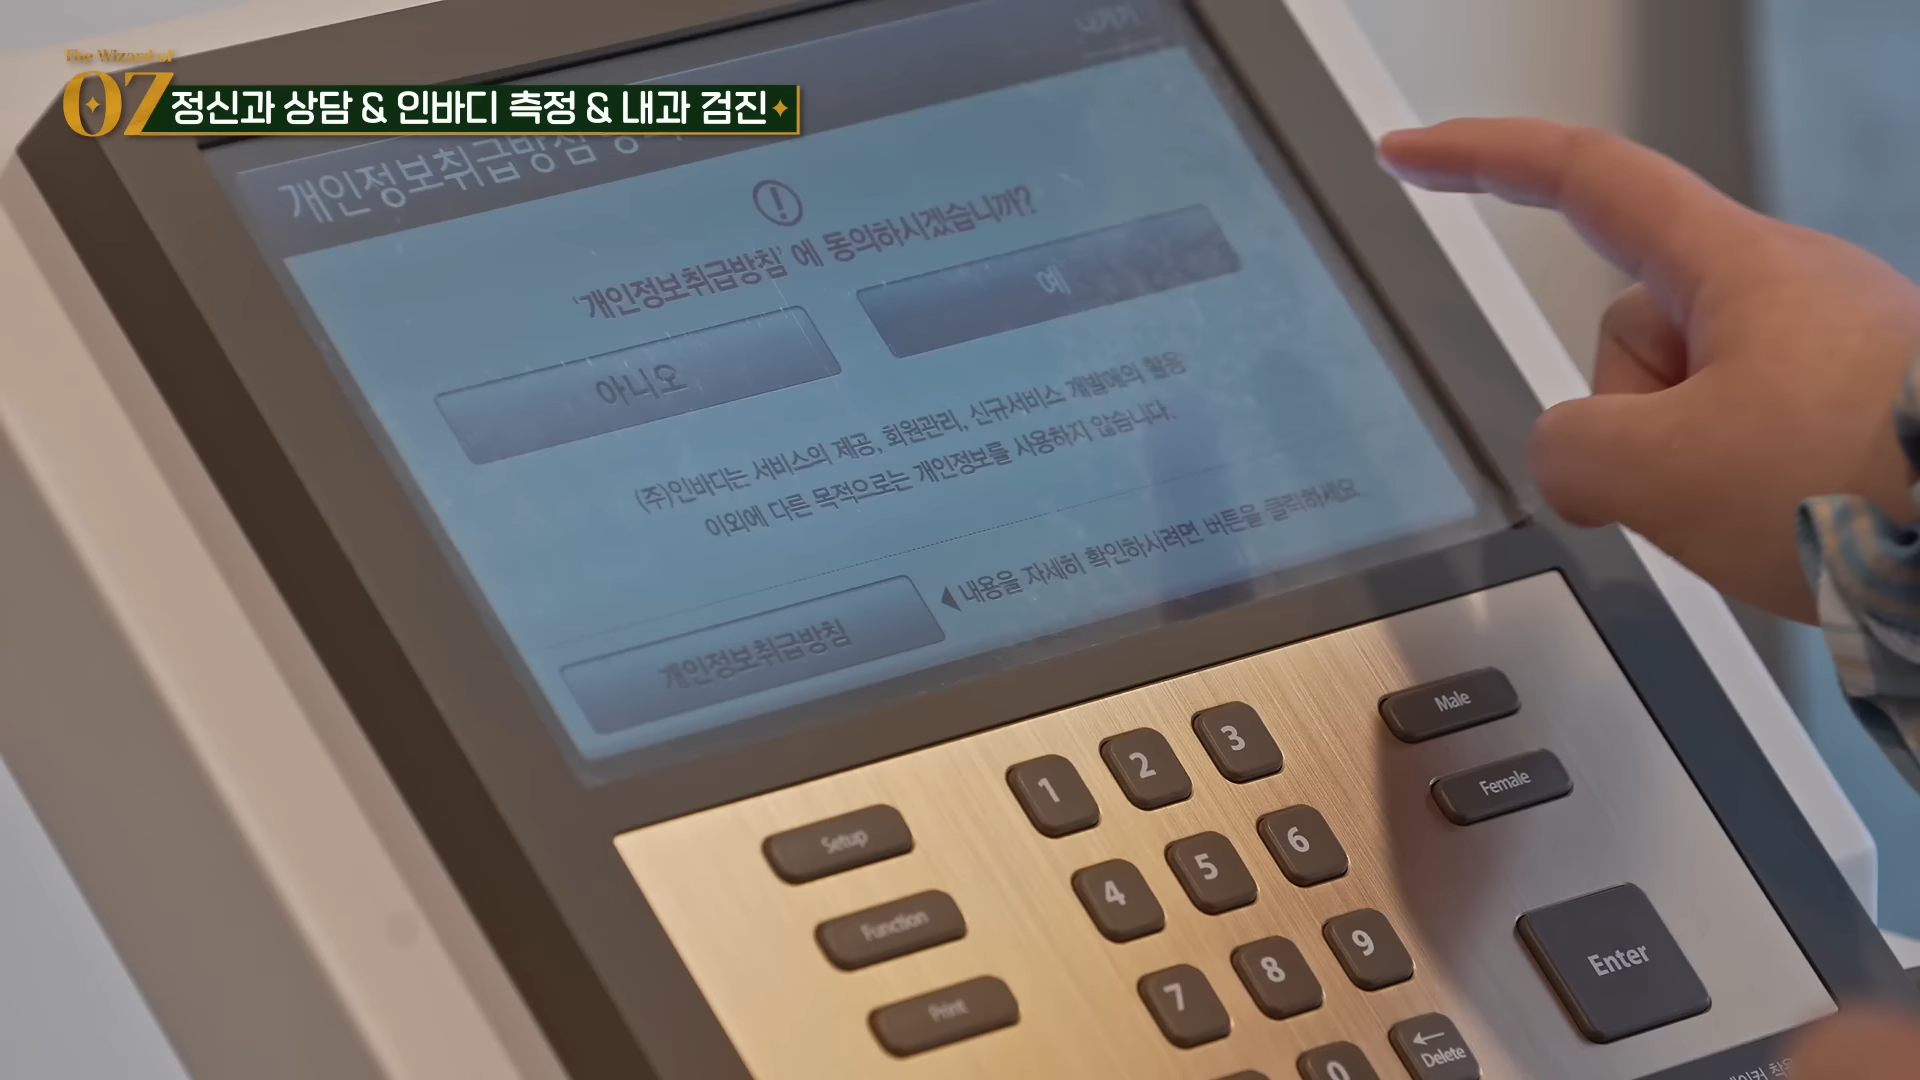 The Wizard of
OZ
정신과 상담 & 인바디 측정 & 내과 검진
나가기
개인정보취급방침
'개인정보취급방침' 에 동의하시겠습니까?
아니오
예
(주)인바디는 서비스의 제공, 회원관리, 신규서비스 개발에의 활용
이외에 다른 목적으로는 개인정보를 사용하지 않습니다.
개인정보취급방침
◀ 내용을 자세히 확인하시려면 버튼을 클릭하세요
1 2 3
Male
Setup
4 5 6
Female
Function
7 8 9
Enter
Print
0
← Delete